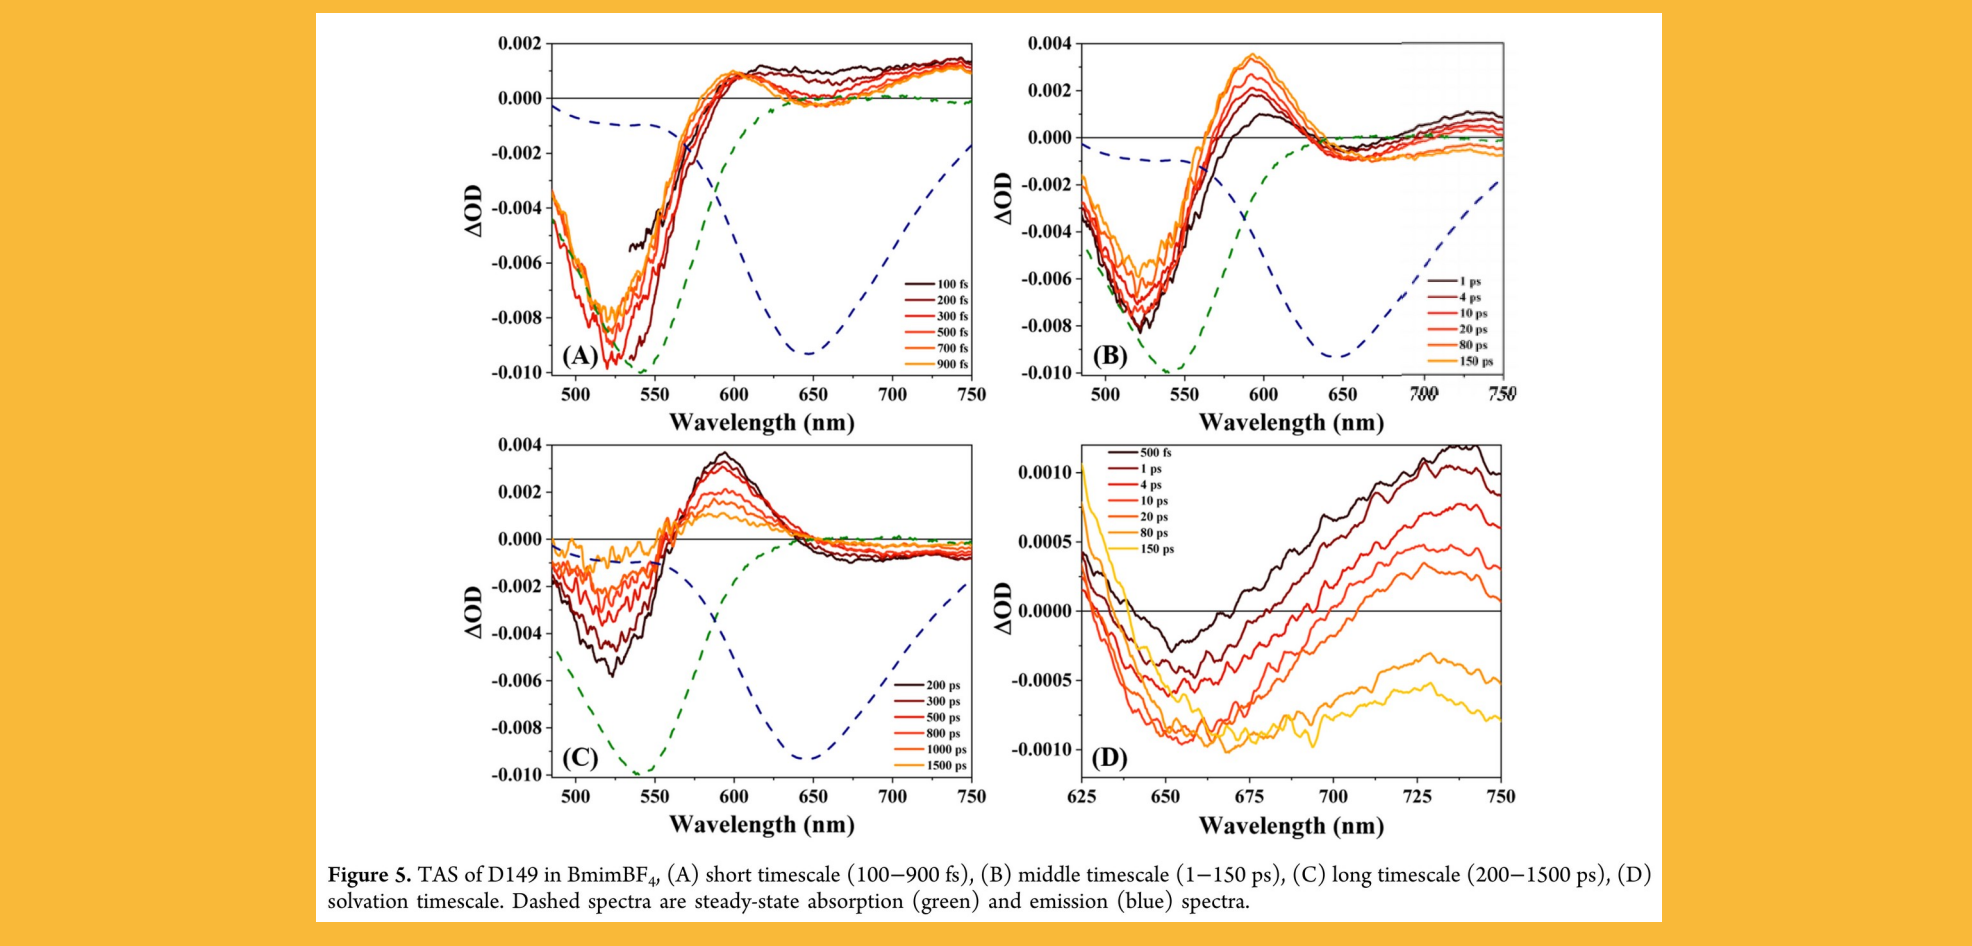 0.002
0.000
-0.002
-0.004
-0.006
-0.008
-0.010
ΔOD
(A)
100 fs
200 fs
300 fs
500 fs
700 fs
900 fs
500 550 600 650 700 750
Wavelength (nm)
0.004
0.002
0.000
-0.002
-0.004
-0.006
-0.008
-0.010
ΔOD
(B)
1 ps
4 ps
10 ps
20 ps
80 ps
150 ps
500 550 600 650 700 750
Wavelength (nm)
0.004
0.002
0.000
-0.002
-0.004
-0.006
-0.008
-0.010
ΔOD
(C)
200 ps
300 ps
500 ps
800 ps
1000 ps
1500 ps
500 550 600 650 700 750
Wavelength (nm)
0.0010
0.0005
0.0000
-0.0005
-0.0010
ΔOD
(D)
500 fs
1 ps
4 ps
10 ps
20 ps
80 ps
150 ps
625 650 675 700 725 750
Wavelength (nm)
Figure 5. TAS of D149 in BmimBF₄, (A) short timescale (100−900 fs), (B) middle timescale (1−150 ps), (C) long timescale (200−1500 ps), (D)
solvation timescale. Dashed spectra are steady-state absorption (green) and emission (blue) spectra.